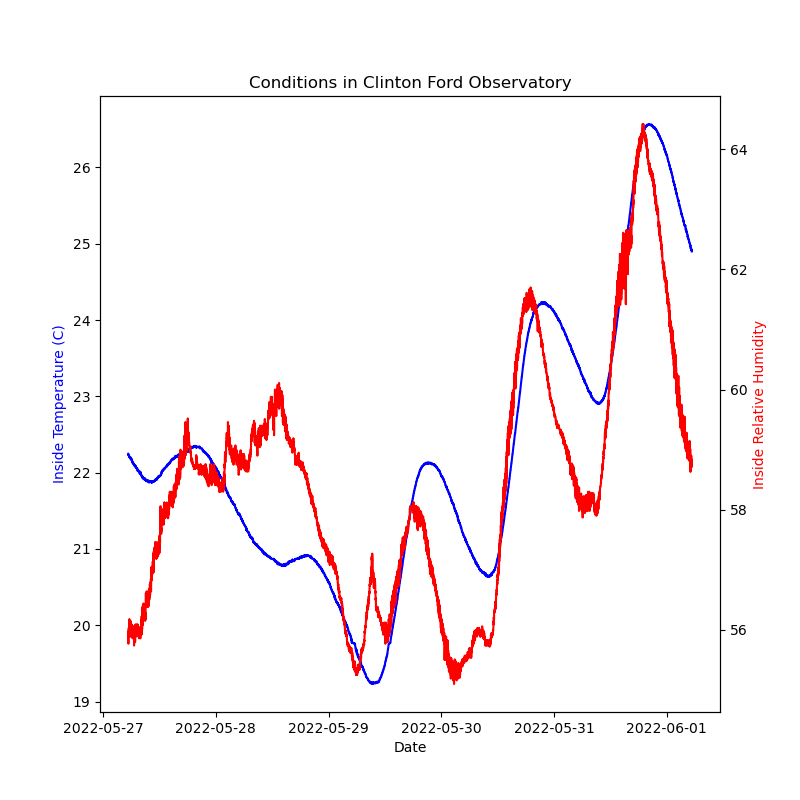 Conditions in Clinton Ford Observatory
26
25
24
23
22
21
20
19
Inside Temperature (C)
64
62
60
58
56
Inside Relative Humidity
2022-05-27 2022-05-28 2022-05-29 2022-05-30 2022-05-31 2022-06-01
Date